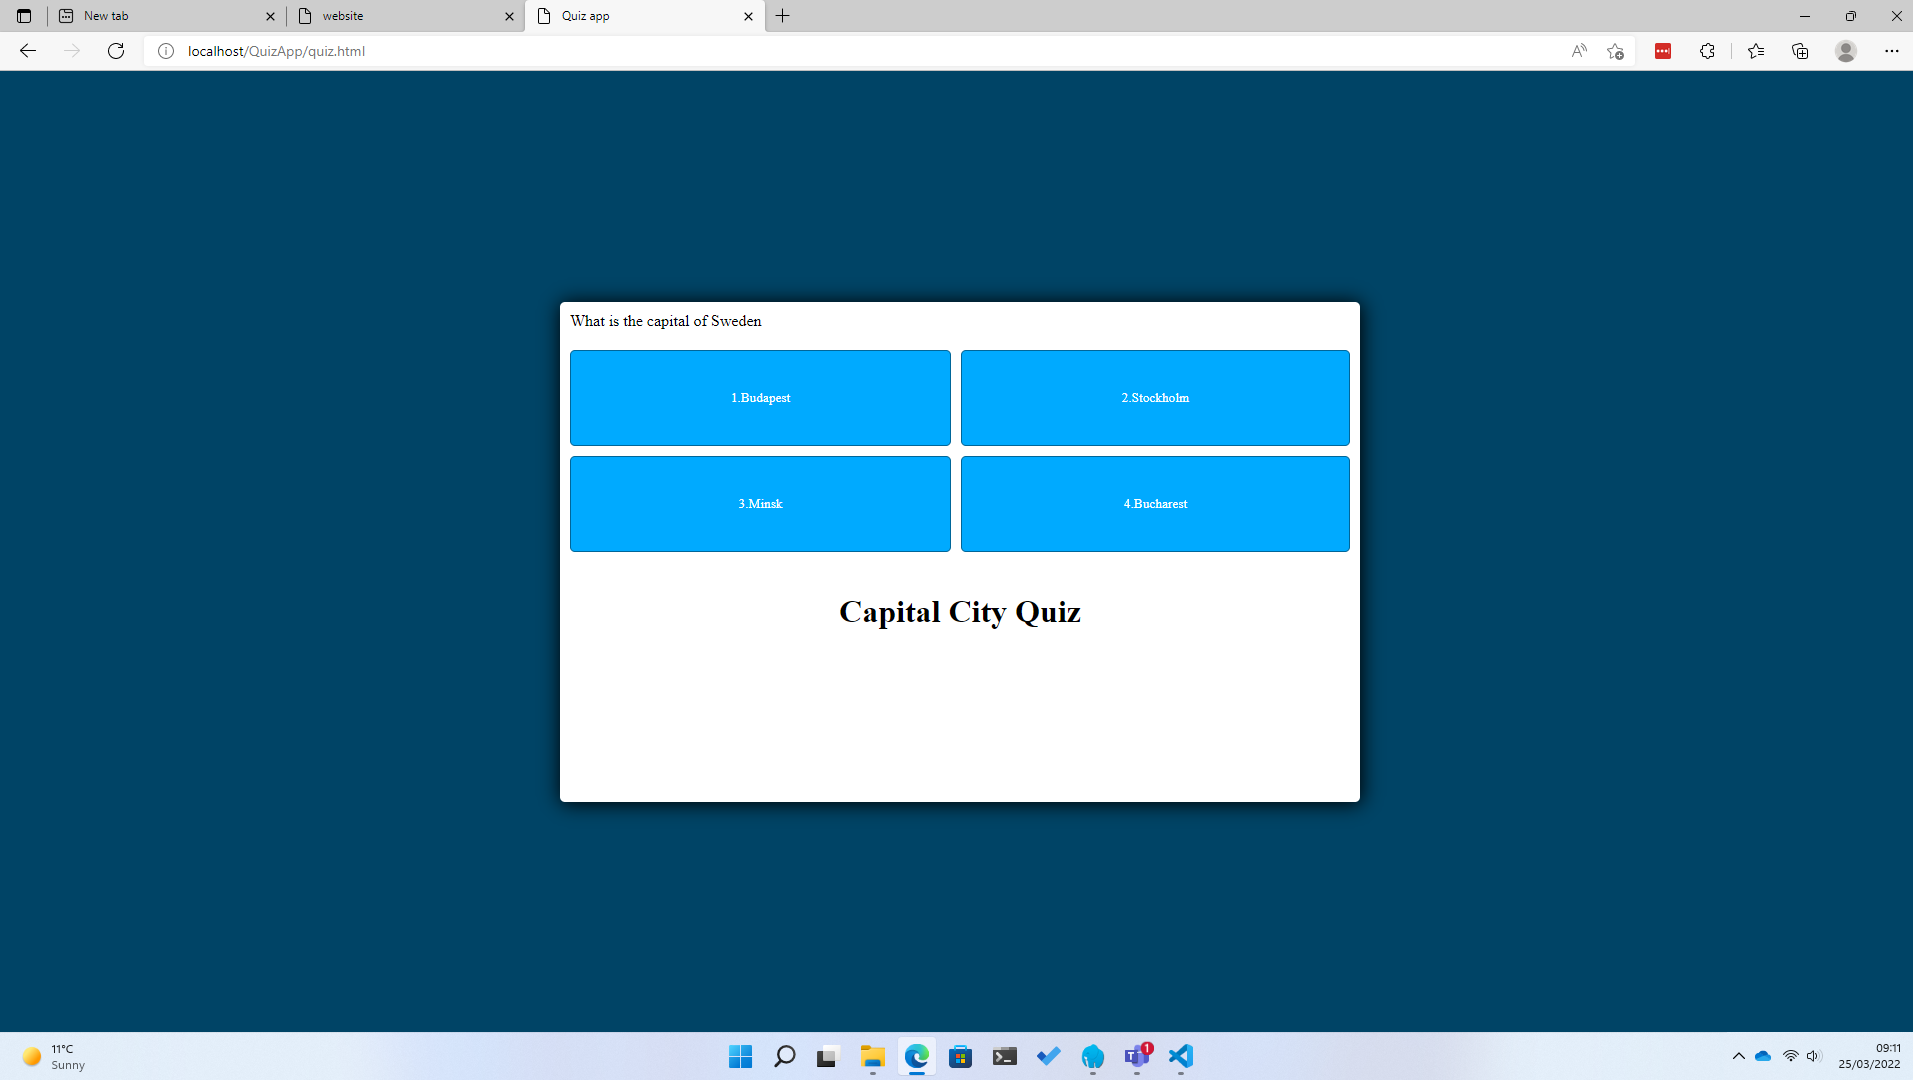 New tab
website
Quiz app
localhost/QuizApp/quiz.html
What is the capital of Sweden
1.Budapest
2.Stockholm
3.Minsk
4.Bucharest
Capital City Quiz
11°C
Sunny
1
09:11
25/03/2022